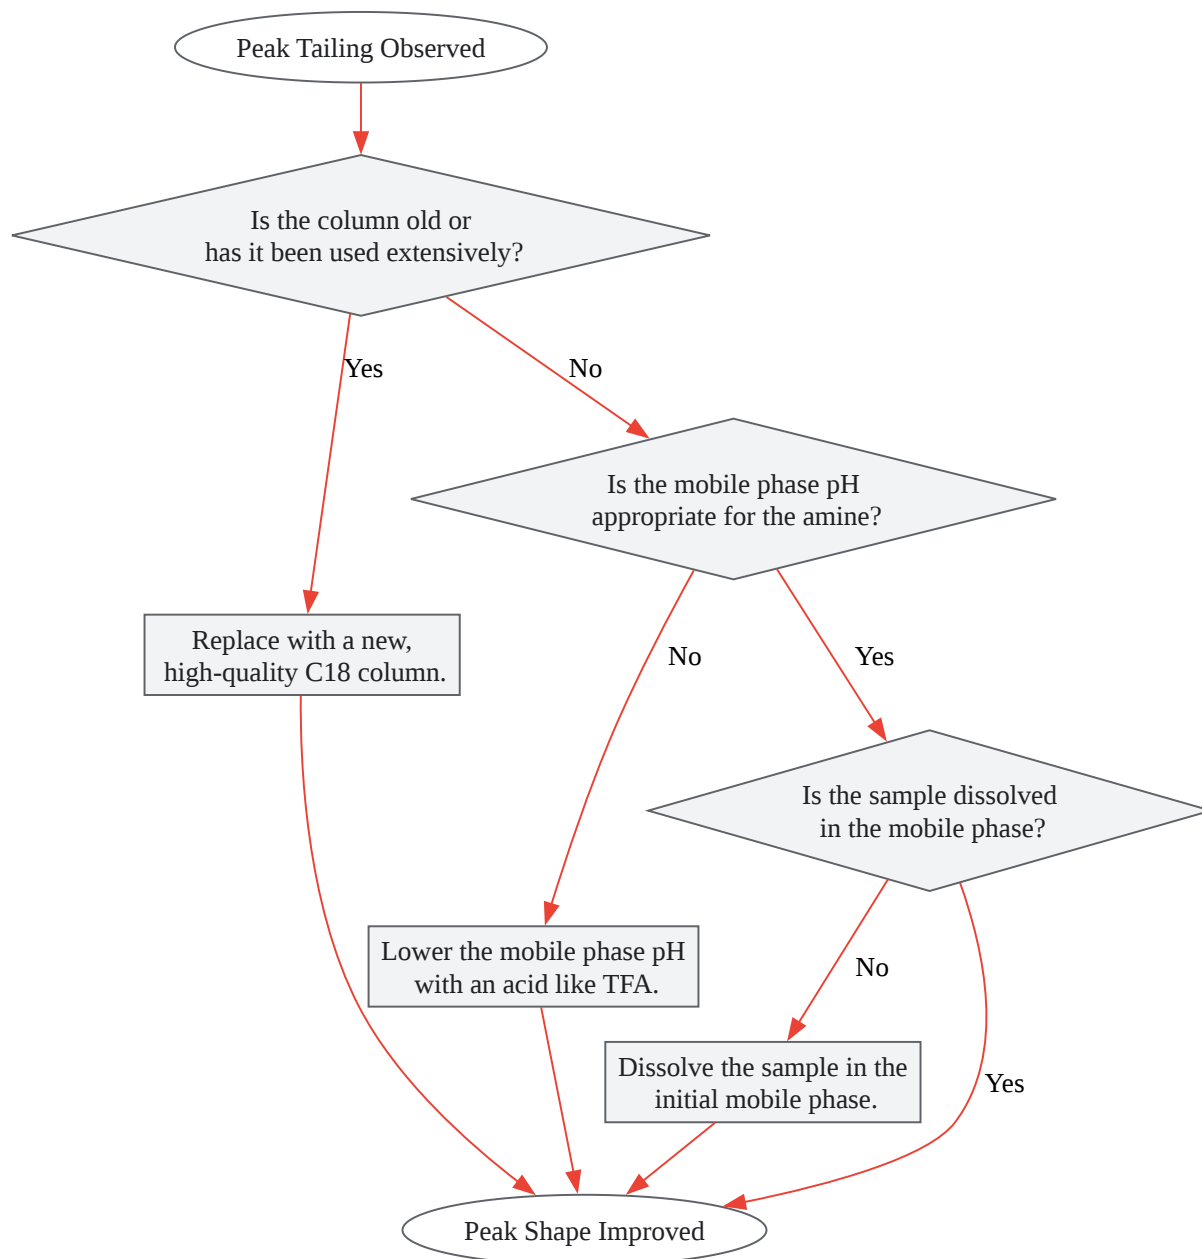 Peak Tailing Observed
Is the column old or
has it been used extensively?
Yes
No
Is the mobile phase pH
appropriate for the amine?
Replace with a new,
high-quality C18 column.
No
Yes
Is the sample dissolved
in the mobile phase?
Lower the mobile phase pH
with an acid like TFA.
No
Dissolve the sample in the
initial mobile phase.
Yes
Peak Shape Improved